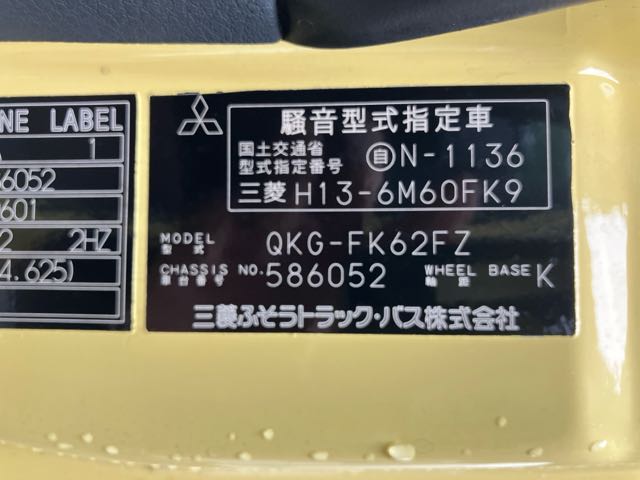 NE LABEL
1
6052
601
2 2HZ
4.625)
騒音型式指定車
国土交通省
型式指定番号 自N-1136
三菱 H13-6M60FK9
MODEL
型式 QKG-FK62FZ
CHASSIS NO.
車台番号 586052
WHEEL BASE
軸距 K
三菱ふそうトラック・バス株式会社